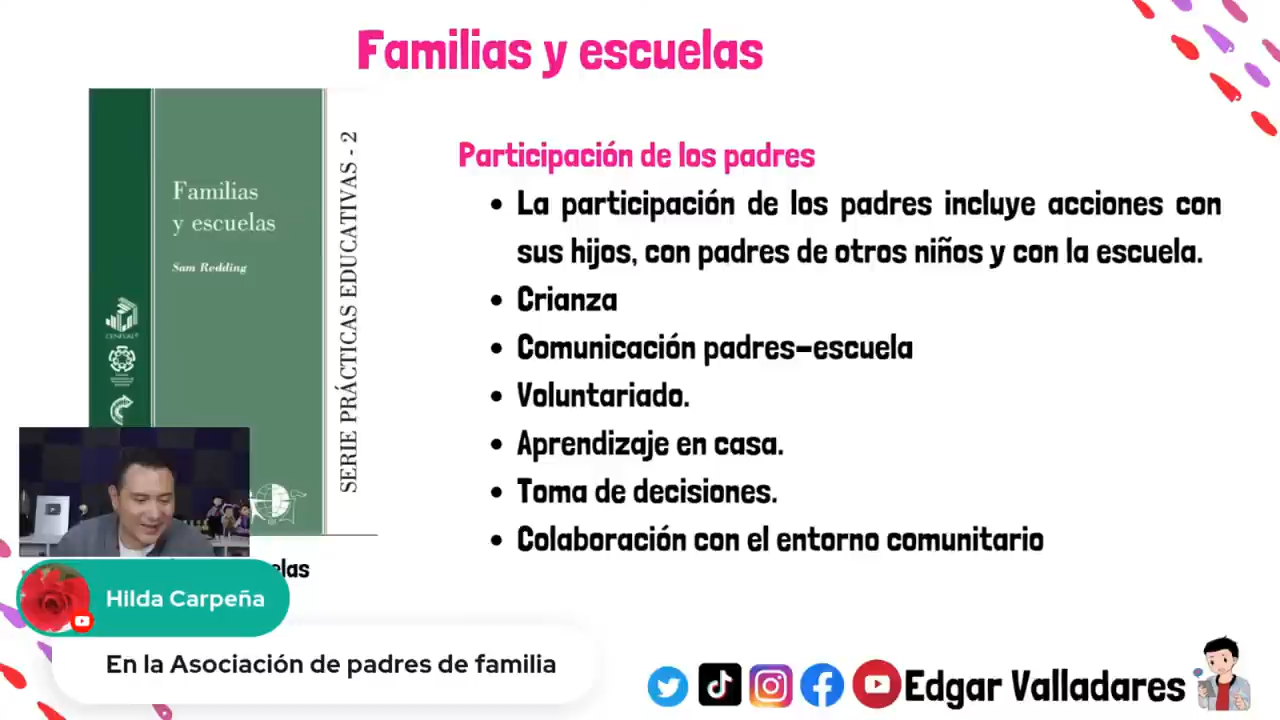 Familias y escuelas
Familias
y escuelas
Sam Redding
SERIE PRÁCTICAS EDUCATIVAS - 2
CENEVAL
Participación de los padres
• La participación de los padres incluye acciones con
sus hijos, con padres de otros niños y con la escuela.
• Crianza
• Comunicación padres-escuela
• Voluntariado.
• Aprendizaje en casa.
• Toma de decisiones.
• Colaboración con el entorno comunitario
Hilda Carpeña
En la Asociación de padres de familia
Edgar Valladares